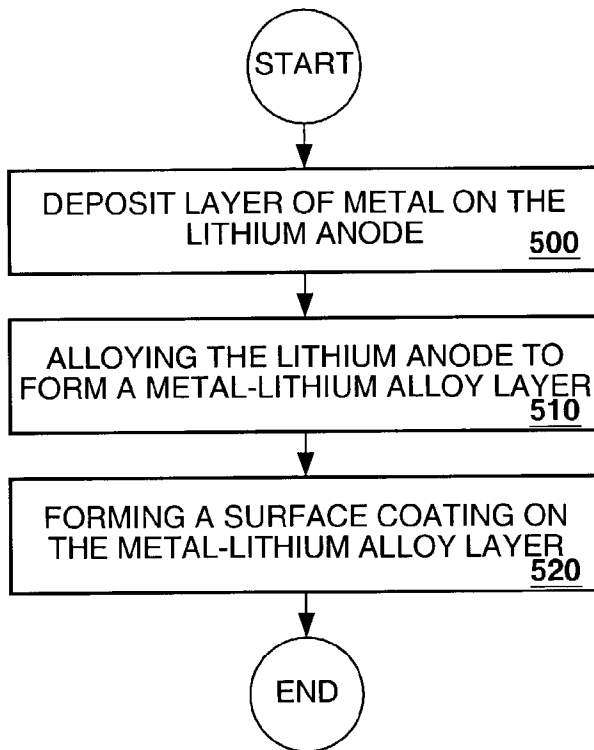 START
DEPOSIT LAYER OF METAL ON THE
LITHIUM ANODE
500
ALLOYING THE LITHIUM ANODE TO
FORM A METAL-LITHIUM ALLOY LAYER
510
FORMING A SURFACE COATING ON
THE METAL-LITHIUM ALLOY LAYER
520
END